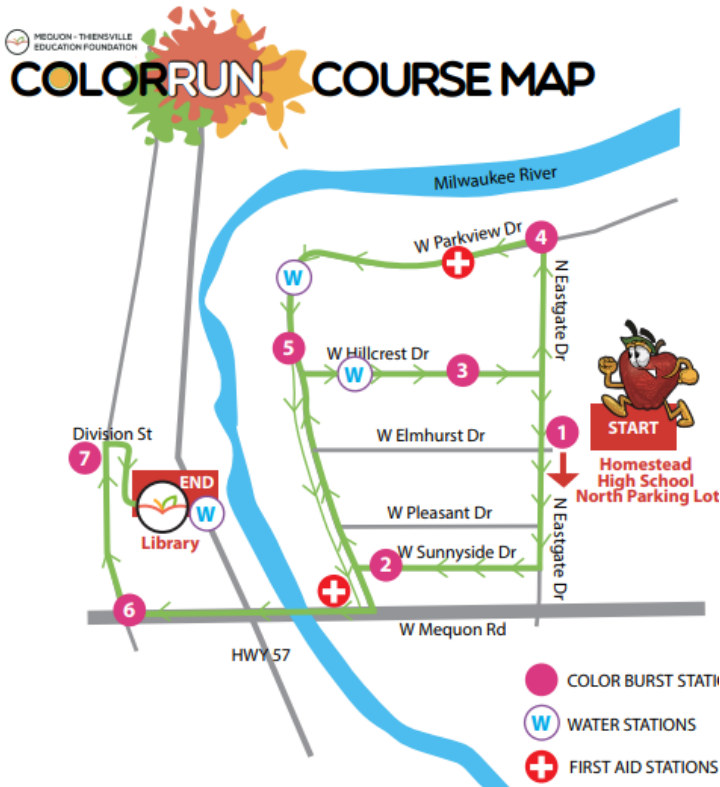 MEQUON - THIENSVILLE
EDUCATION FOUNDATION
COLORRUN COURSE MAP
Milwaukee River
W Parkview Dr
4
W
N Eastgate Dr
5
W Hillcrest Dr
W
3
1
START
Division St
W Elmhurst Dr
7
Homestead
High School
North Parking Lot
END
W
Library
W Pleasant Dr
N Eastgate Dr
W Sunnyside Dr
2
6
W Mequon Rd
HWY 57
COLOR BURST STATI
W
WATER STATIONS
FIRST AID STATIONS